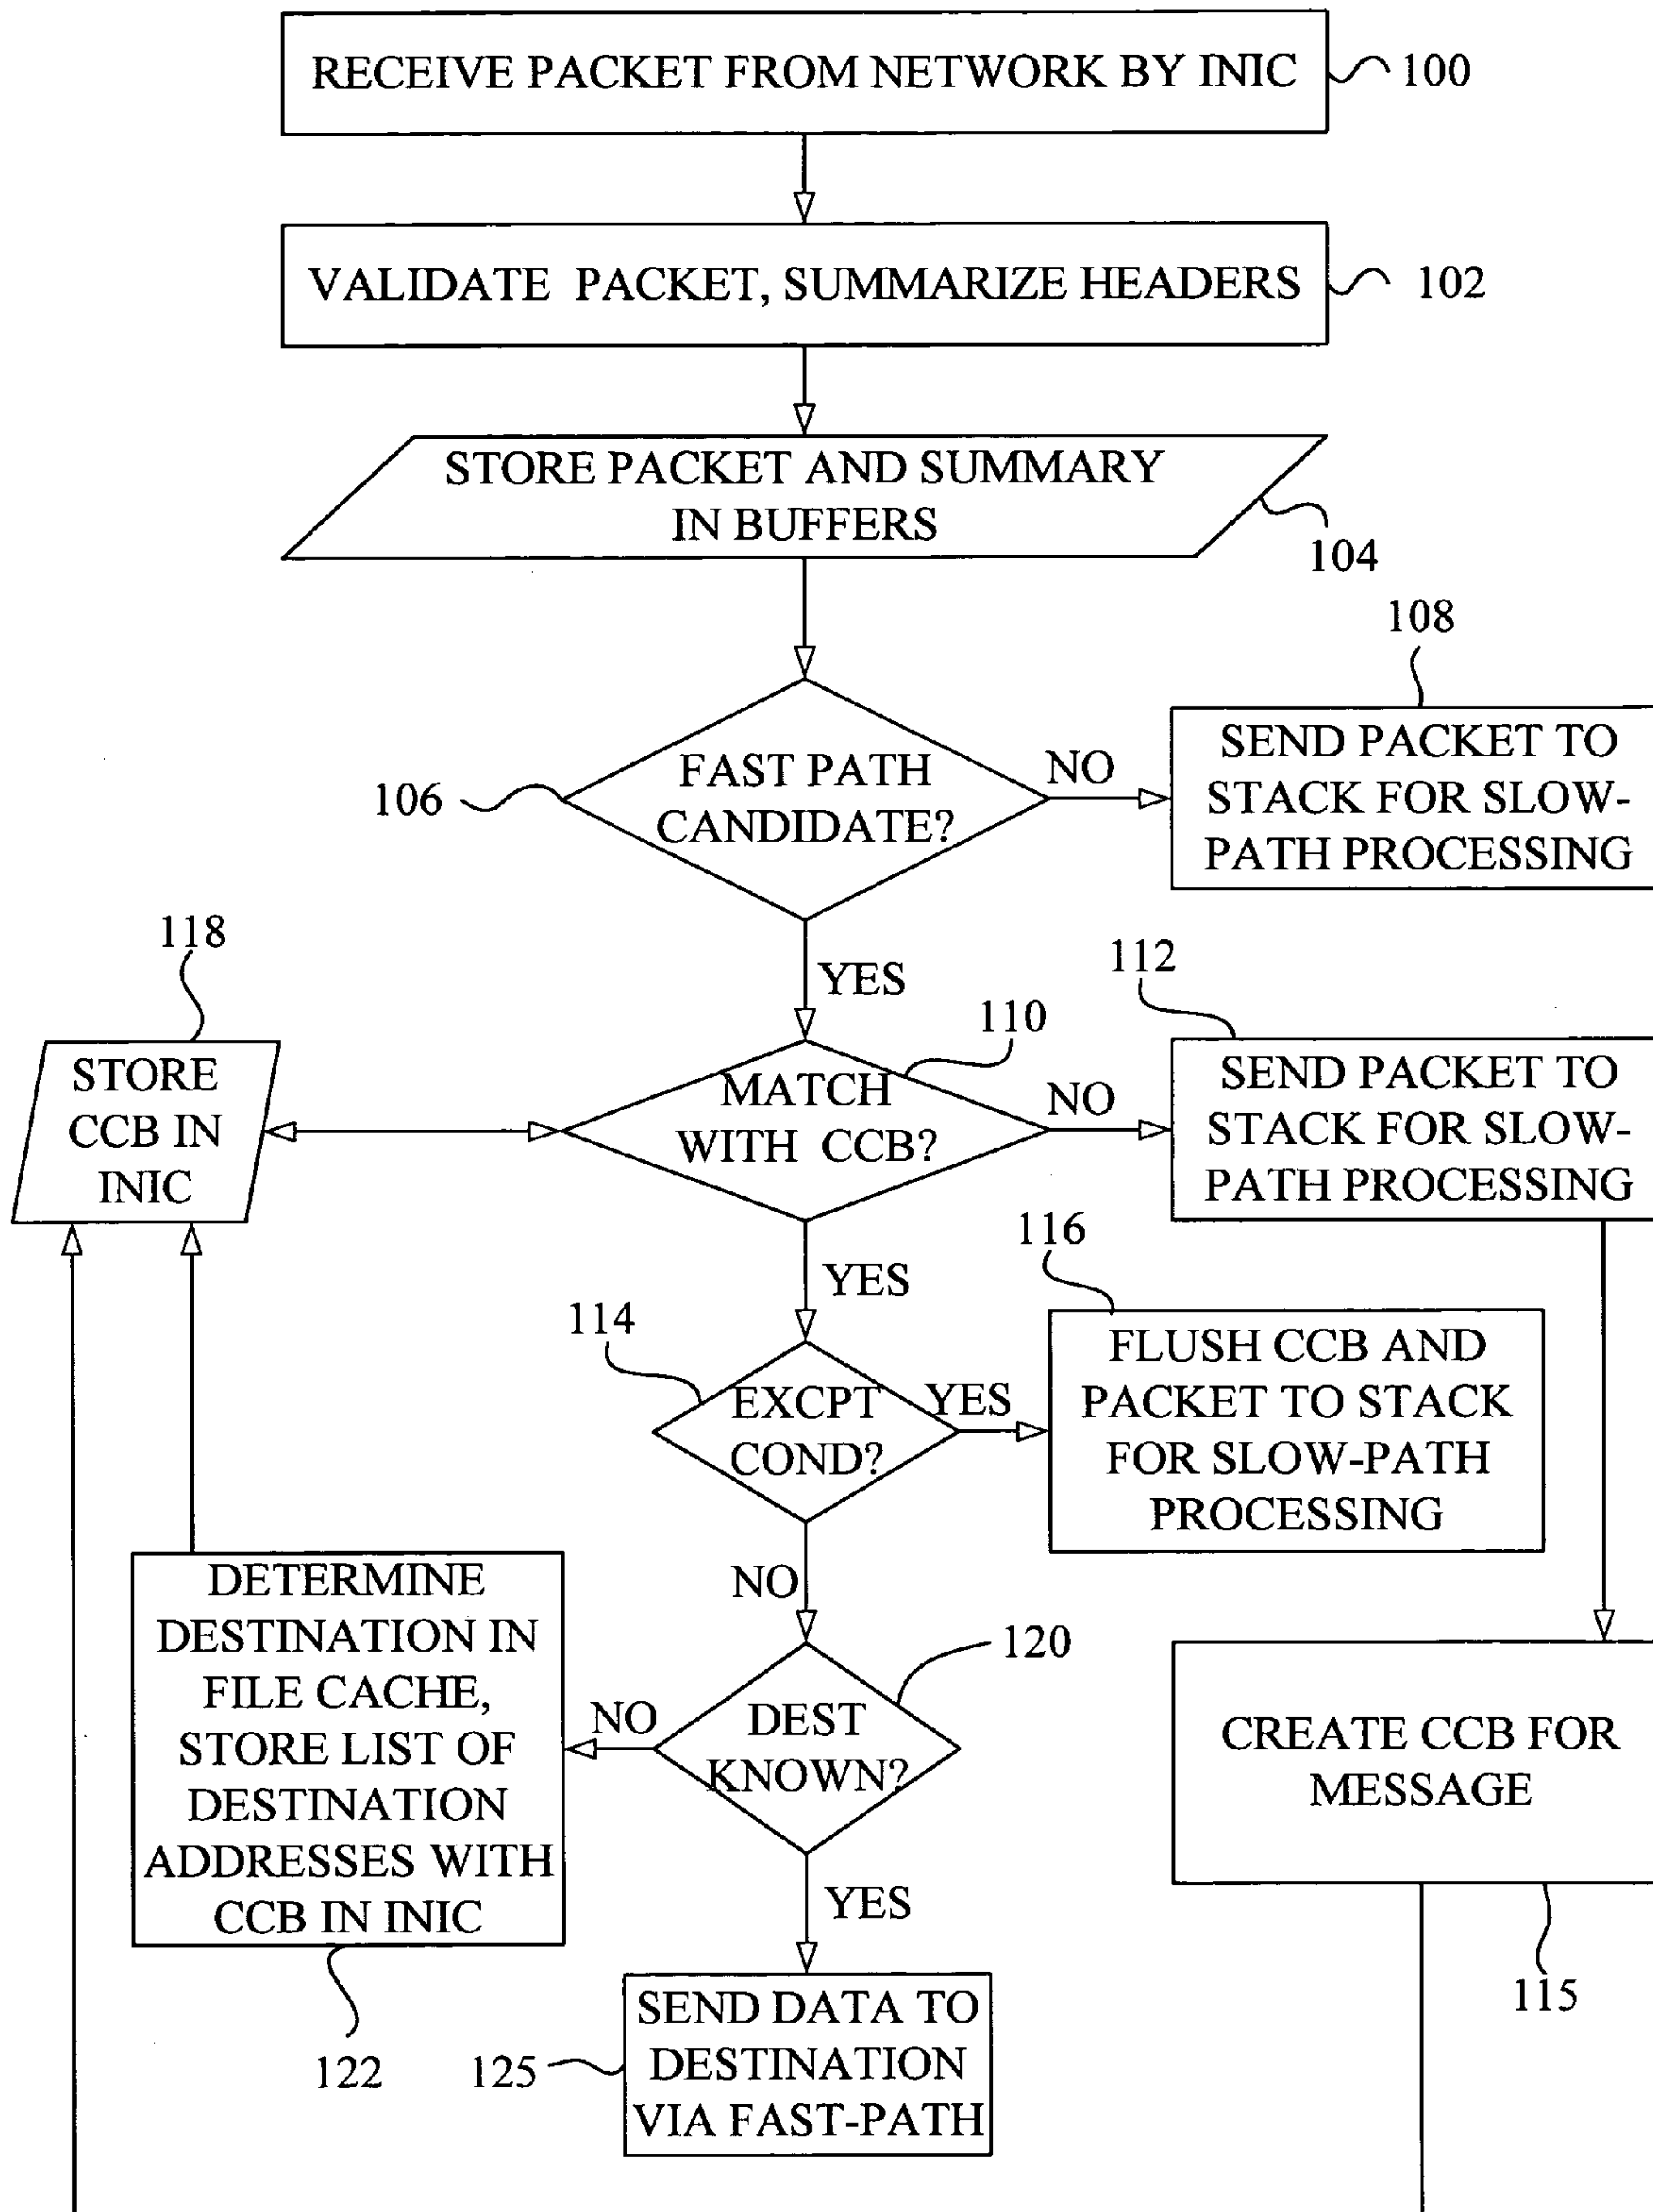 RECEIVE PACKET FROM NETWORK BY INIC
100
VALIDATE PACKET, SUMMARIZE HEADERS
102
STORE PACKET AND SUMMARY
IN BUFFERS
104
108
FAST PATH
CANDIDATE?
106
NO
SEND PACKET TO
STACK FOR SLOW-
PATH PROCESSING
YES
118
STORE
CCB IN
INIC
110
MATCH
WITH CCB?
NO
112
SEND PACKET TO
STACK FOR SLOW-
PATH PROCESSING
YES
114
EXCPT
COND?
YES
116
FLUSH CCB AND
PACKET TO STACK
FOR SLOW-PATH
PROCESSING
NO
120
DEST
KNOWN?
NO
DETERMINE
DESTINATION IN
FILE CACHE,
STORE LIST OF
DESTINATION
ADDRESSES WITH
CCB IN INIC
122
CREATE CCB FOR
MESSAGE
115
YES
SEND DATA TO
DESTINATION
VIA FAST-PATH
125